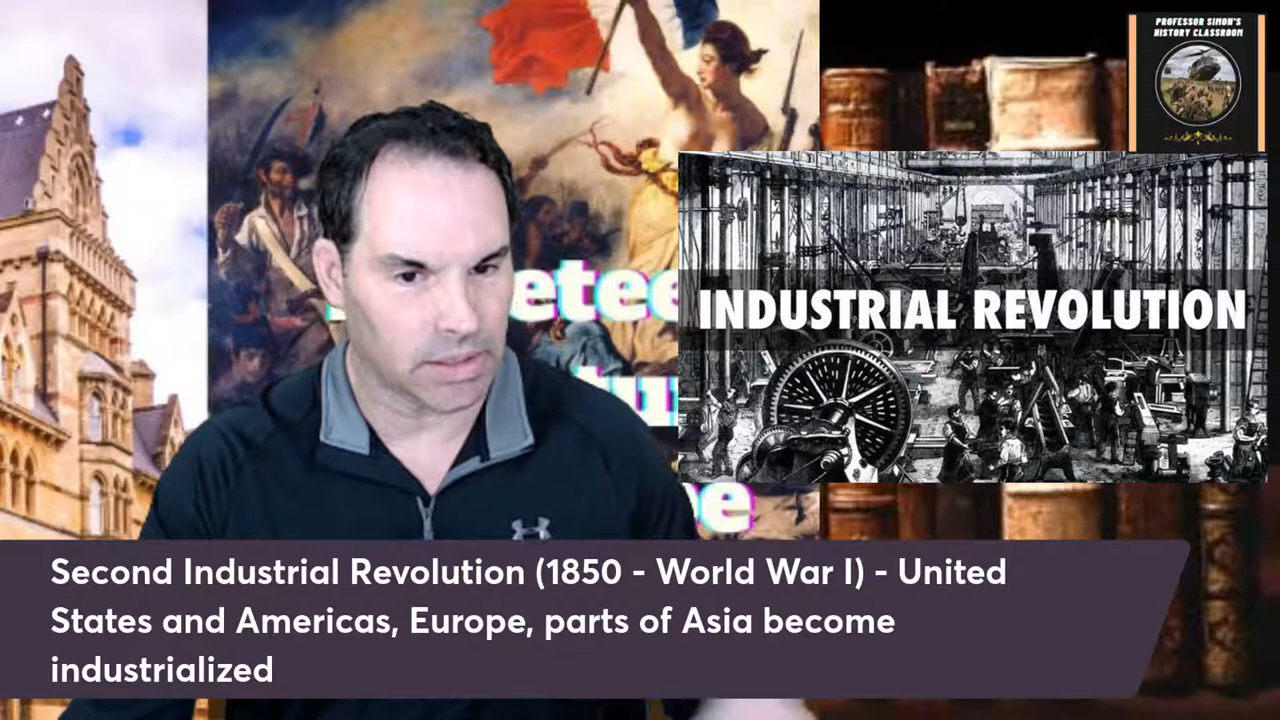 PROFESSOR SIMON'S
HISTORY CLASSROOM
INDUSTRIAL REVOLUTION
Second Industrial Revolution (1850 - World War I) - United
States and Americas, Europe, parts of Asia become
industrialized